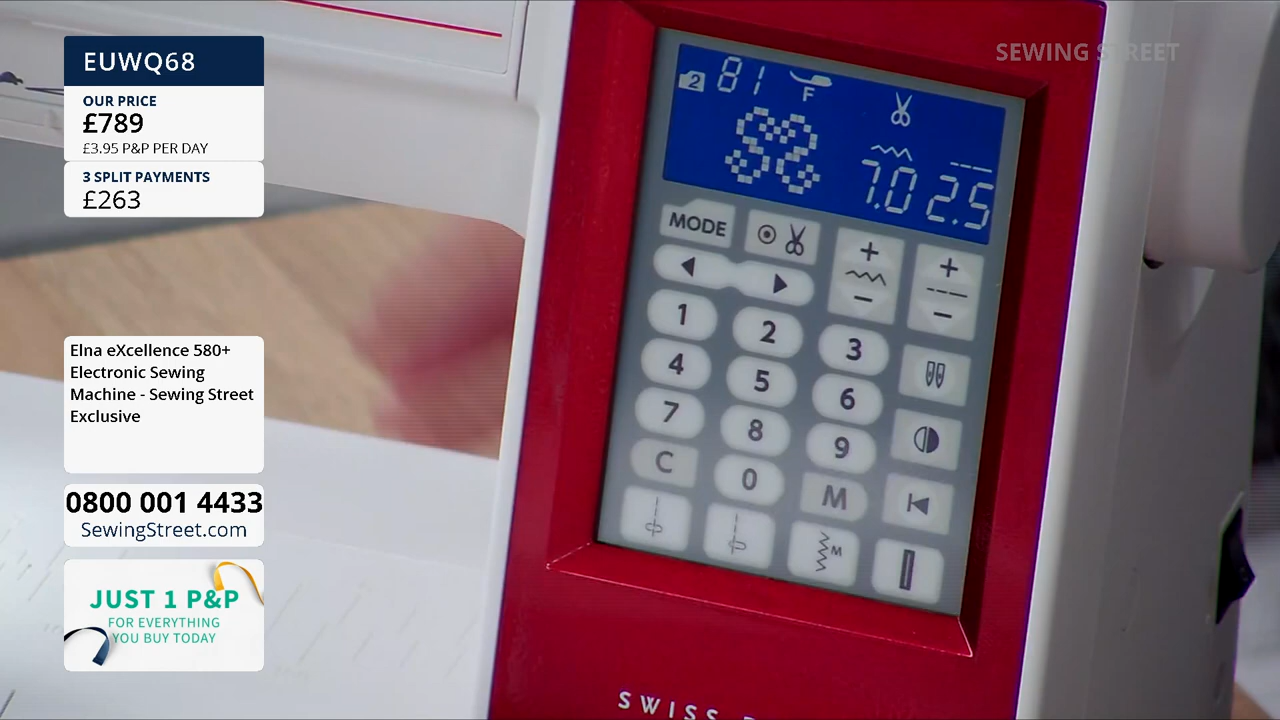 EUWQ68
OUR PRICE
£789
£3.95 P&P PER DAY
3 SPLIT PAYMENTS
£263
Elna eXcellence 580+
Electronic Sewing
Machine - Sewing Street
Exclusive
0800 001 4433
SewingStreet.com
JUST 1 P&P
FOR EVERYTHING
YOU BUY TODAY
SEWING STREET
2 81 F
7.0 2.5
MODE
+ +
- -
1 2 3
4 5 6
7 8 9
C 0 M
M
SWISS